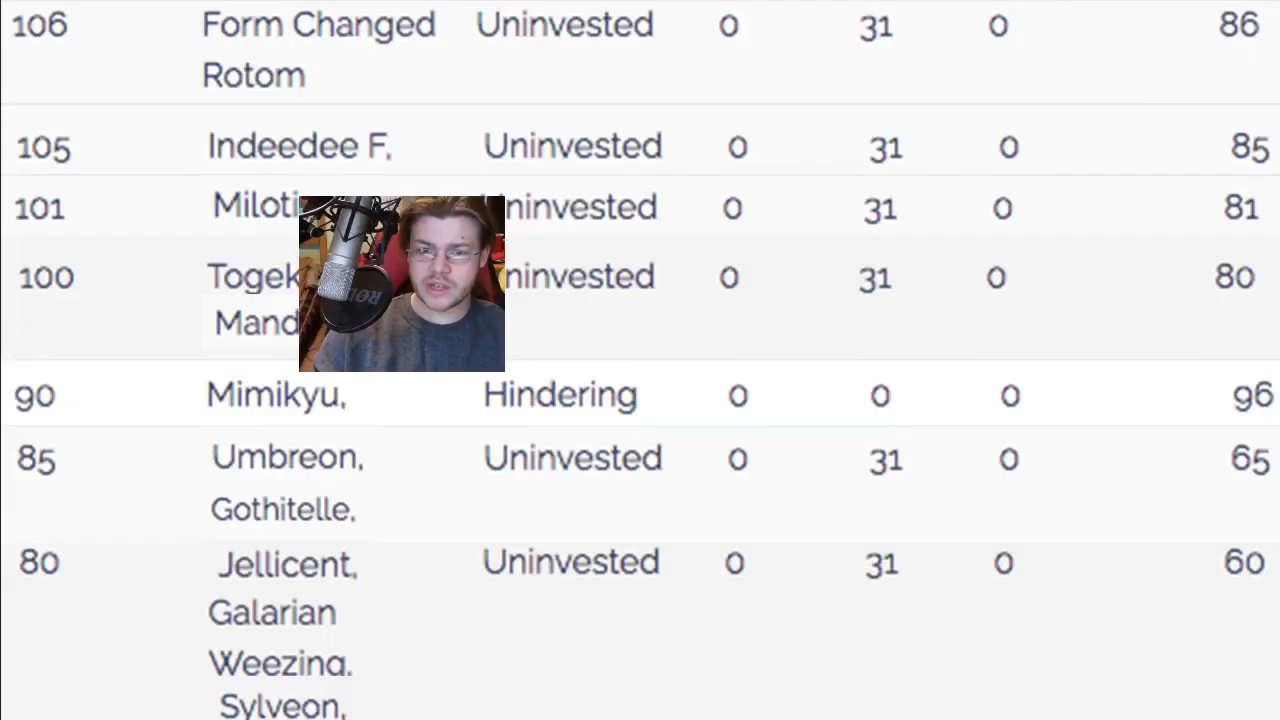 106 Form Changed Uninvested 0 31 0 86
Rotom
105 Indeedee F, Uninvested 0 31 0 85
101 31 0 81
0
100 0 31 0 80
90 Mimikyu, Hindering 0 0 0 96
85 Umbreon, Uninvested 0 31 0 65
Gothitelle,
80 Jellicent, Uninvested 0 31 0 60
Galarian
Weezing.
Sylveon,
RØDE